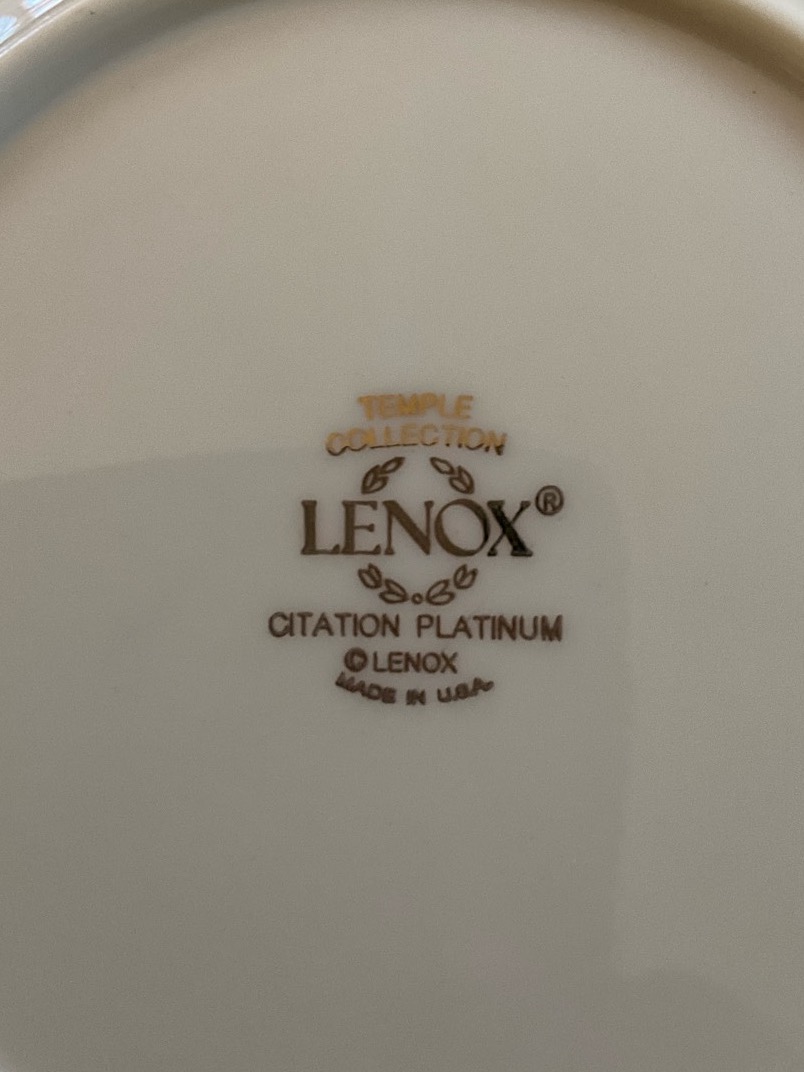 TEMPLE
COLLECTION
LENOX®
CITATION PLATINUM
© LENOX
MADE IN U.S.A.